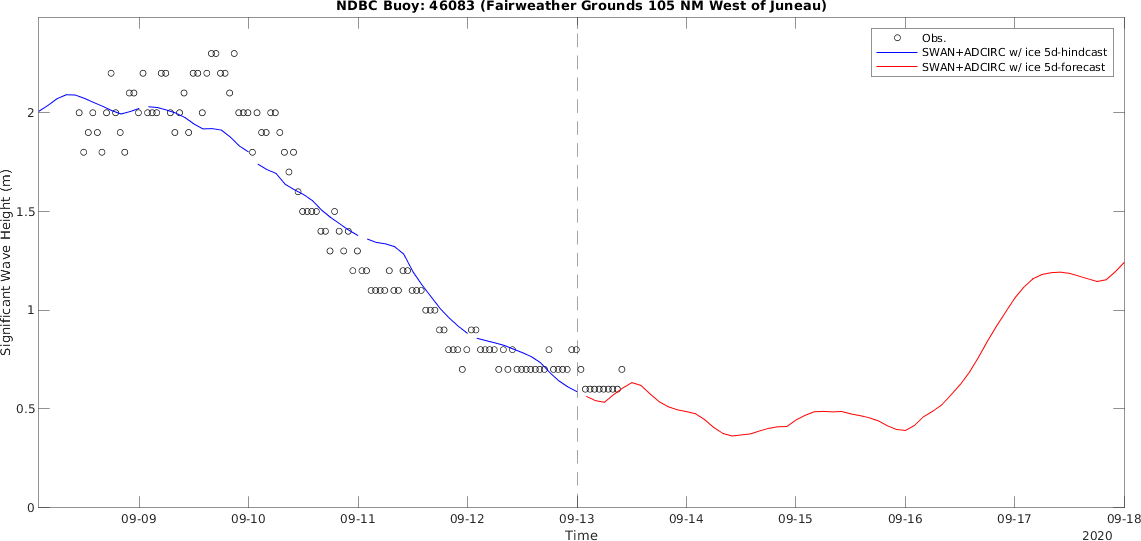 NDBC Buoy: 46083 (Fairweather Grounds 105 NM West of Juneau)
Obs.
SWAN+ADCIRC w/ ice 5d-hindcast
SWAN+ADCIRC w/ ice 5d-forecast
Significant Wave Height (m)
2
1.5
1
0.5
0
09-09 09-10 09-11 09-12 09-13 09-14 09-15 09-16 09-17 09-18
Time
2020